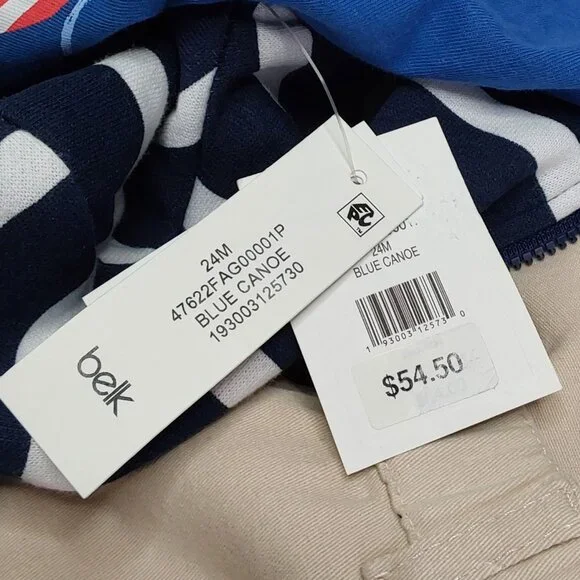 24M
47622FAG00001P
BLUE CANOE
193003125730
belk
24M
BLUE CANOE
1 93003 12573 0
$54.50